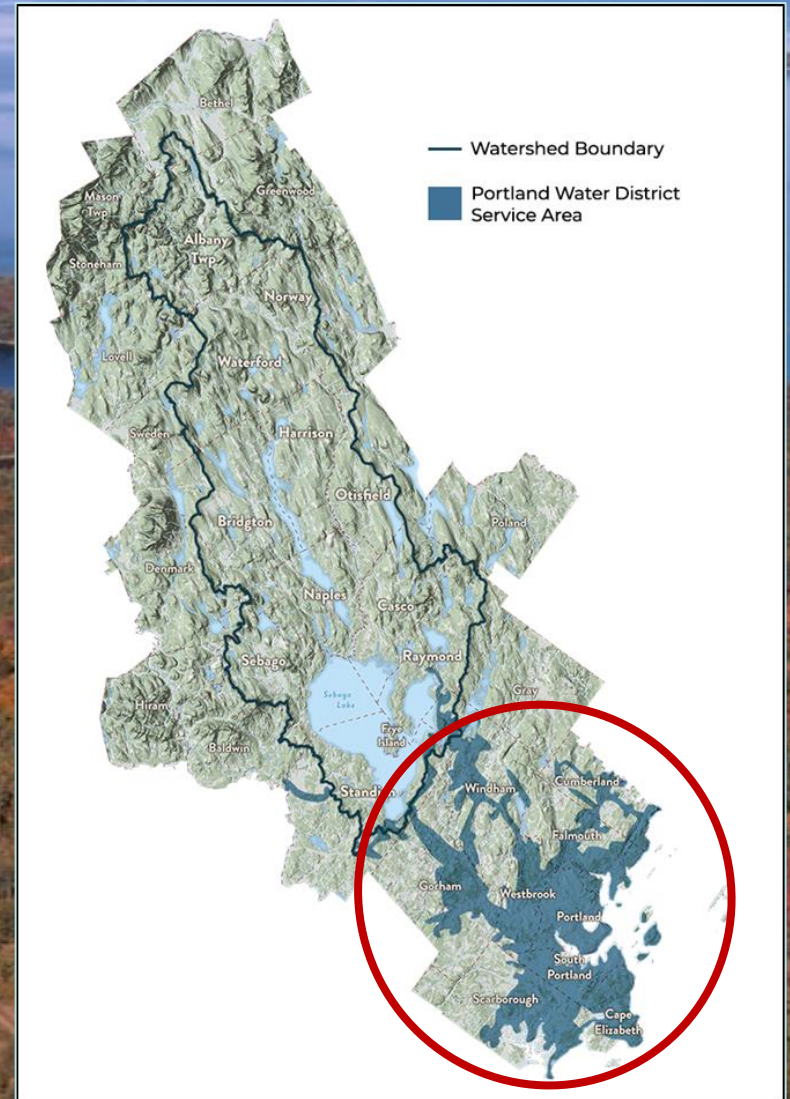 Bethel
Watershed Boundary
Portland Water District
Service Area
Mason
Twp
Greenwood
Albany
Twp
Stoneham
Norway
Lovell
Waterford
Sweden
Harrison
Otisfield
Bridgton
Poland
Denmark
Naples
Casco
Sebago
Raymond
Sebago
Lake
Gray
Hiram
Frye
Island
Baldwin
Standish
Windham
Cumberland
Falmouth
Gorham
Westbrook
Portland
South
Portland
Scarborough
Cape
Elizabeth